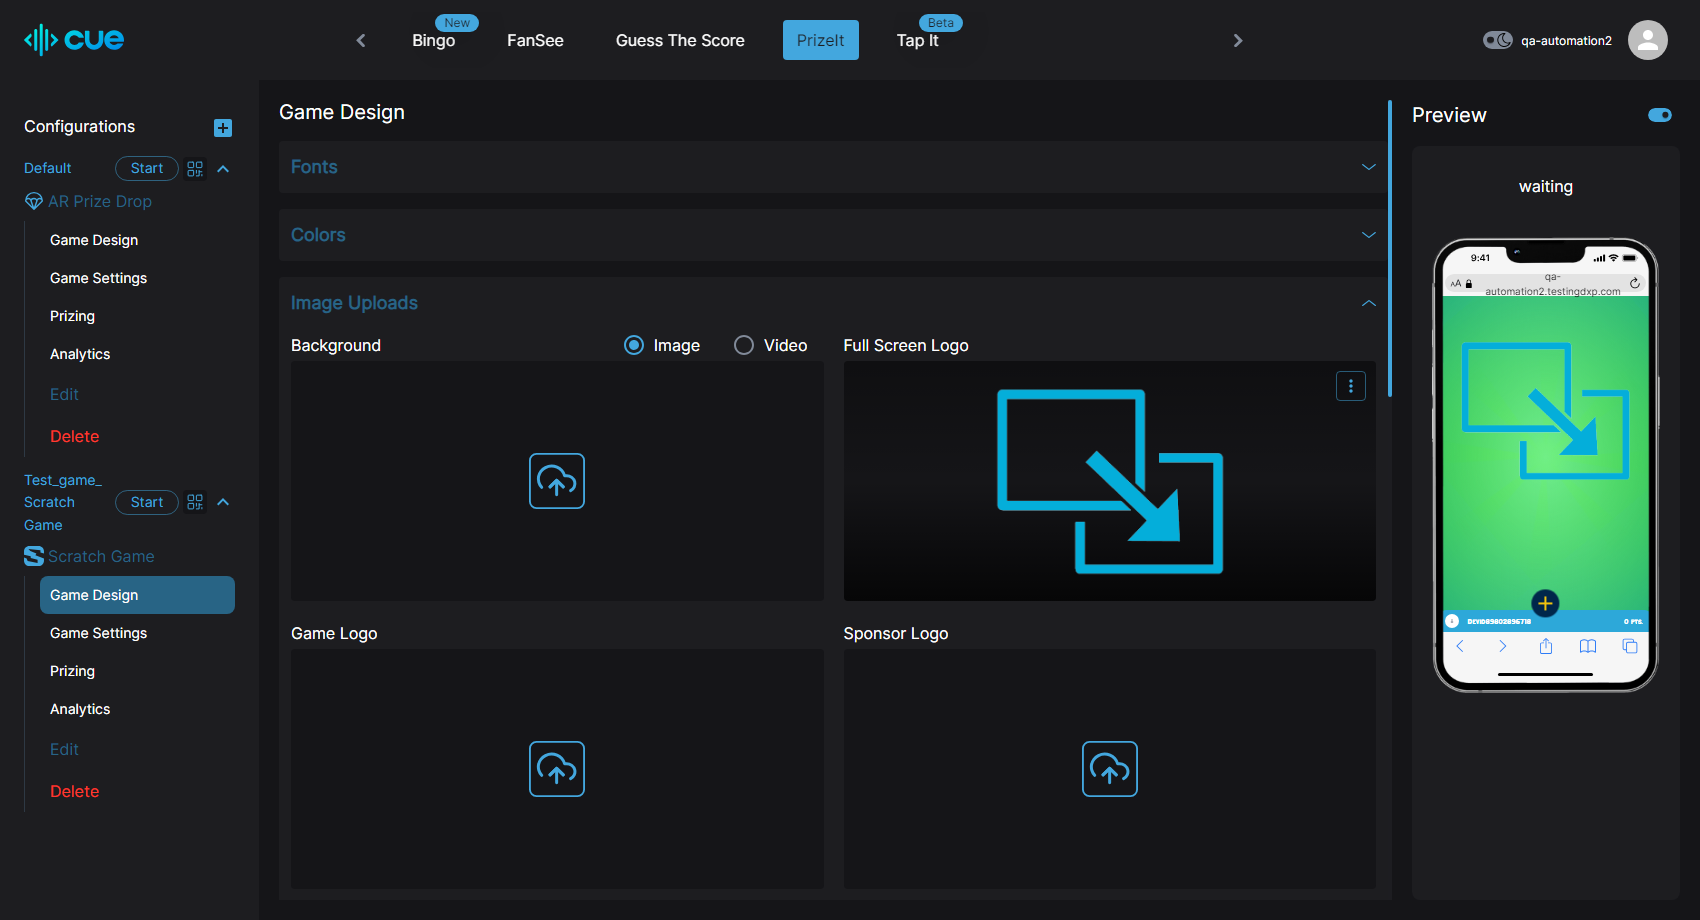 cue
Bingo
New
FanSee
Guess The Score
PrizeIt
Tap It
Beta
qa-automation2
Configurations
Default
Start
AR Prize Drop
Game Design
Game Settings
Prizing
Analytics
Edit
Delete
Test_game_
Scratch
Game
Start
Scratch Game
Game Design
Game Settings
Prizing
Analytics
Edit
Delete
Game Design
Fonts
Colors
Image Uploads
Background
Image
Video
Full Screen Logo
Game Logo
Sponsor Logo
Preview
waiting
9:41
AA
qa-
automation2.testingdxp.com
0 PTS.